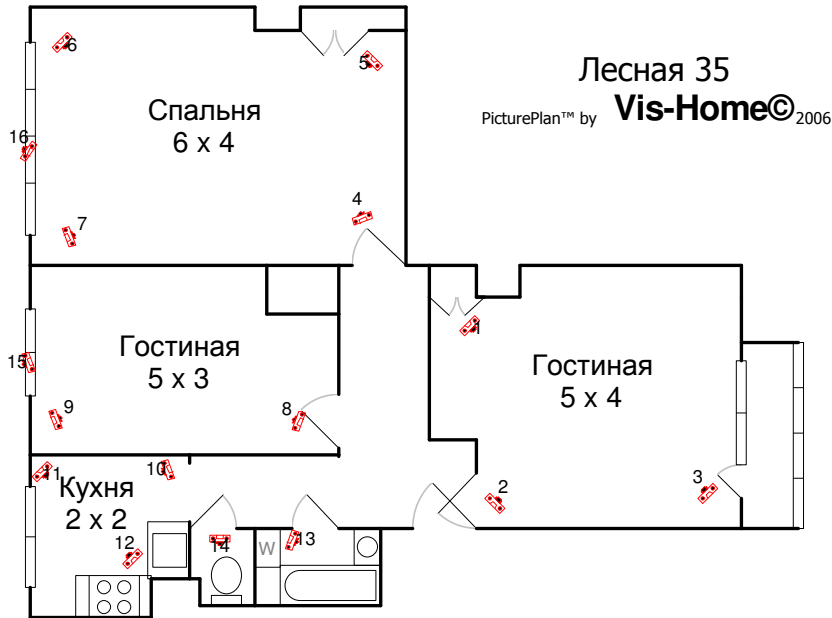 Лесная 35
PicturePlan™ by Vis-Home© 2006
6
5
Спальня
6 x 4
16
4
7
1
Гостиная
5 x 3
Гостиная
5 x 4
15
9
8
11
10
Кухня
2 x 2
2
3
12
14
W
13